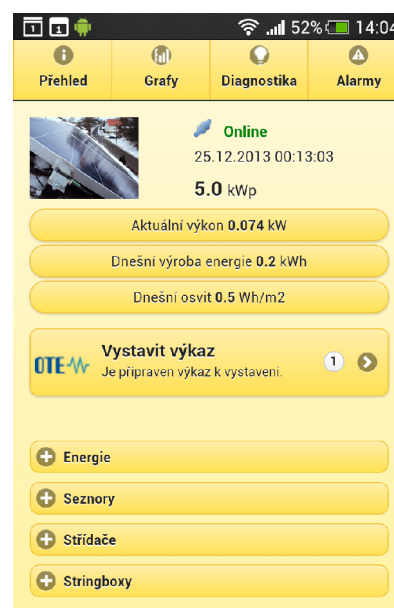 1 1 52% 14:04
Přehled Grafy Diagnostika Alarmy
Online
25.12.2013 00:13:03
5.0 kWp
Aktuální výkon 0.074 kW
Dnešní výroba energie 0.2 kWh
Dnešní osvit 0.5 Wh/m2
OTE Vystavit výkaz 1
Je připraven výkaz k vystavení.
Energie
Seznory
Střídače
Stringboxy